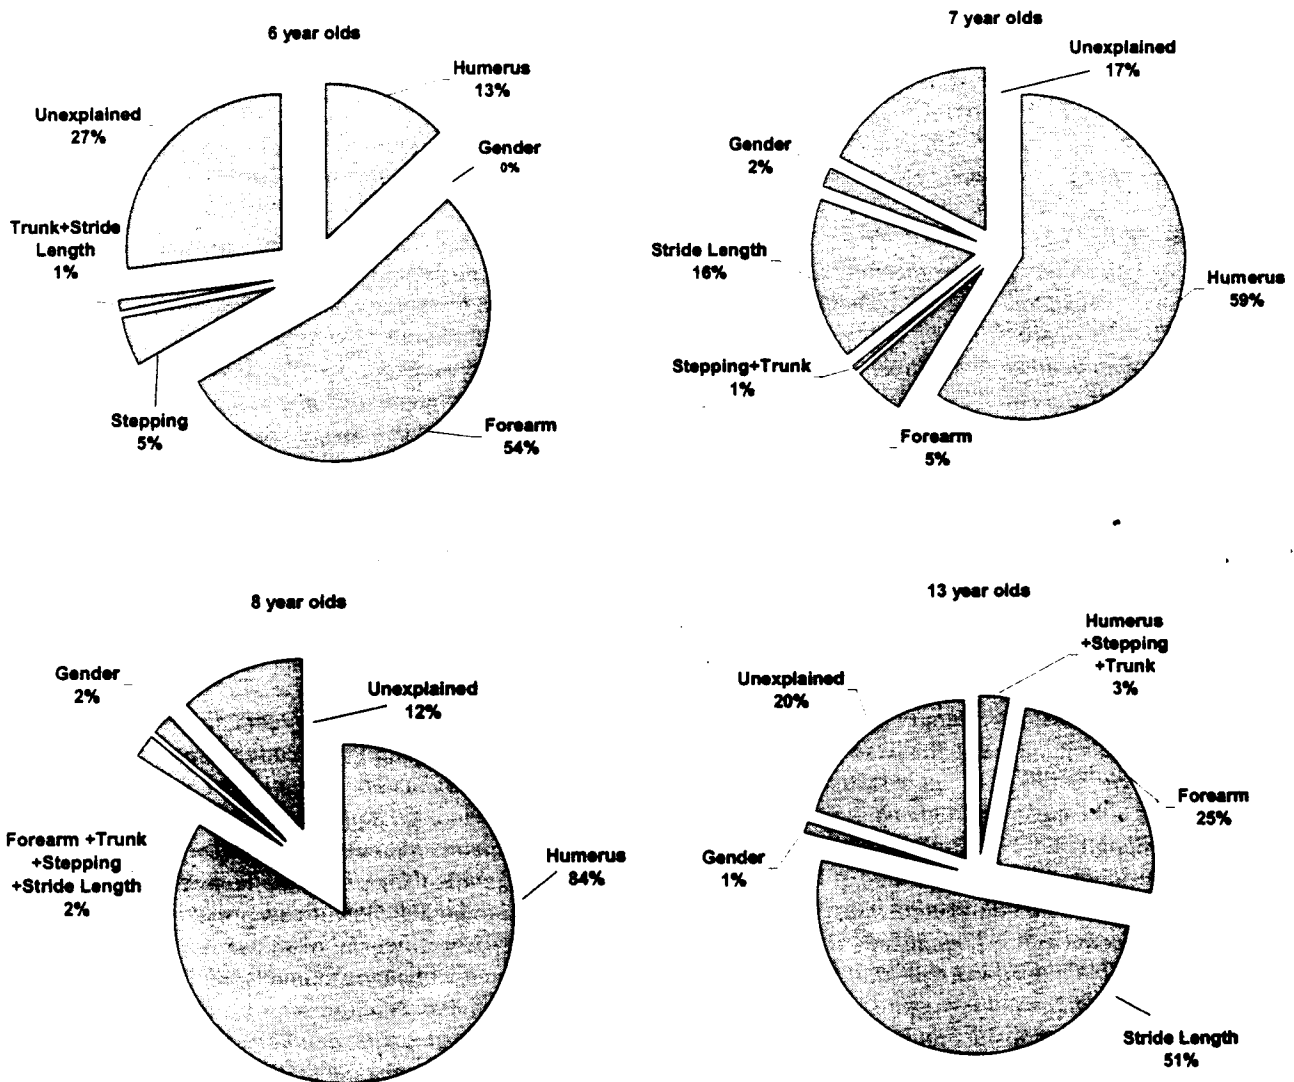 6 year olds
Humerus
13%
Gender
0%
Unexplained
27%
Trunk+Stride
Length
1%
Stepping
5%
Forearm
54%
7 year olds
Unexplained
17%
Gender
2%
Stride Length
16%
Humerus
59%
Stepping+Trunk
1%
Forearm
5%
8 year olds
Gender
2%
Unexplained
12%
Forearm +Trunk
+Stepping
+Stride Length
2%
Humerus
84%
13 year olds
Humerus
+Stepping
+Trunk
3%
Unexplained
20%
Forearm
25%
Gender
1%
Stride Length
51%